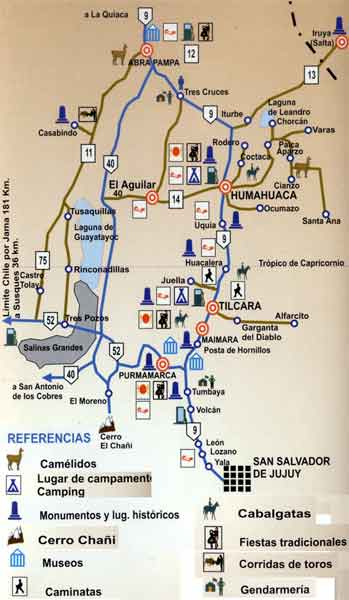 a La Quiaca
9
ABRA PAMPA
12
Iruya
(Salta)
13
Tres Cruces
9
Iturbe
Laguna
de Leandro
Chorcán
Varas
Casabindo
11
40
Rodero
Palca
Aparzo
Coctaca
El Aguilar
40
14
HUMAHUACA
Cianzo
Ocumazo
Santa Ana
Tusaquillas
Laguna de
Guayatayoc
Uquía
9
75
Rinconadillas
Castro
Tolay
Huacalera
Trópico de Capricornio
Juella
TILCARA
Alfarcito
Garganta
del Diablo
Límite Chile por Jama 181 Km.
a Susques 36 km.
52
Tres Pozos
Salinas Grandes
52
MAIMARA
Posta de Hornillos
40
a San Antonio
de los Cobres
PURMAMARCA
El Moreno
Tumbaya
Volcán
9
Cerro
El Chañi
León
Lozano
Yala
SAN SALVADOR
DE JUJUY
REFERENCIAS
Camélidos
Lugar de campamento
Camping
Monumentos y lug. históricos
Cerro Chañi
Museos
Caminatas
Cabalgatas
Fiestas tradicionales
Corridas de toros
Gendarmería